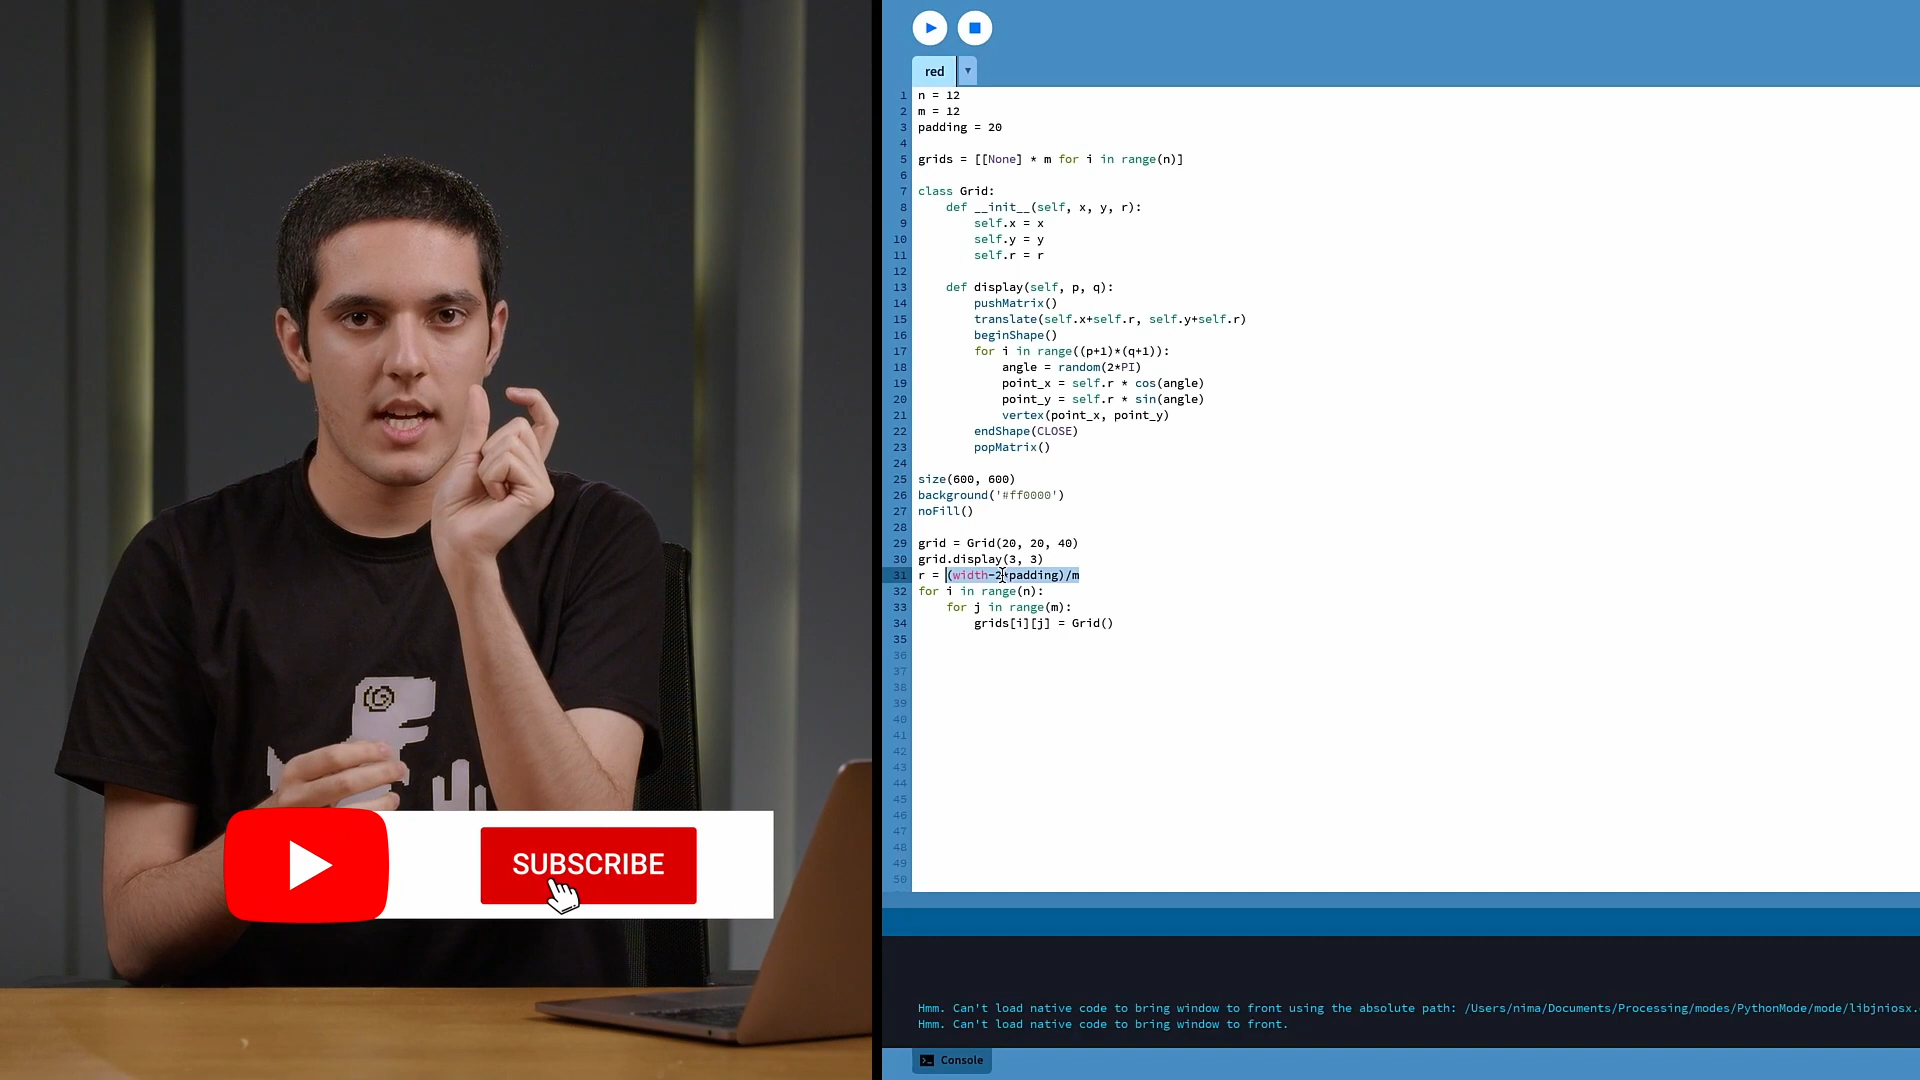 SUBSCRIBE
red
1 n = 12
2 m = 12
3 padding = 20
4
5 grids = [[None] * m for i in range(n)]
6
7 class Grid:
8     def __init__(self, x, y, r):
9         self.x = x
10         self.y = y
11         self.r = r
12
13     def display(self, p, q):
14         pushMatrix()
15         translate(self.x+self.r, self.y+self.r)
16         beginShape()
17         for i in range((p+1)*(q+1)):
18             angle = random(2*PI)
19             point_x = self.r * cos(angle)
20             point_y = self.r * sin(angle)
21             vertex(point_x, point_y)
22         endShape(CLOSE)
23         popMatrix()
24
25 size(600, 600)
26 background('#ff0000')
27 noFill()
28
29 grid = Grid(20, 20, 40)
30 grid.display(3, 3)
31 r = (width-2*padding)/m
32 for i in range(n):
33     for j in range(m):
34         grids[i][j] = Grid()
35
36
37
38
39
40
41
42
43
44
45
46
47
48
49
50
Hmm. Can't load native code to bring window to front using the absolute path: /Users/nima/Documents/Processing/modes/PythonMode/mode/libjniosx.
Hmm. Can't load native code to bring window to front.
Console